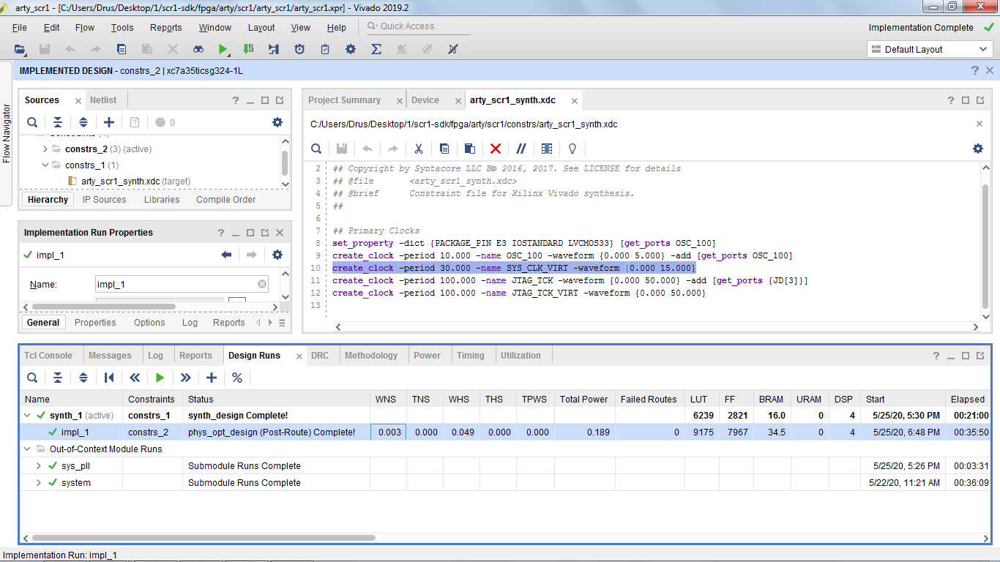 arty_scr1 - [C:/Users/Drus/Desktop/1/scr1-sdk/fpga/arty/scr1/arty_scr1/arty_scr1.xpr] - Vivado 2019.2
File Edit Flow Tools Reports Window Layout View Help Quick Access
Implementation Complete
Default Layout
IMPLEMENTED DESIGN - constrs_2 | xc7a35ticsg324-1L
Flow Navigator
Sources Netlist
0
constrs_2 (3) (active)
constrs_1 (1)
arty_scr1_synth.xdc (target)
Hierarchy IP Sources Libraries Compile Order
Implementation Run Properties
impl_1
Name: impl_1
General Properties Options Log Reports
Project Summary Device arty_scr1_synth.xdc
C:/Users/Drus/Desktop/1/scr1-sdk/fpga/arty/scr1/constrs/arty_scr1_synth.xdc
2 ## Copyright by Syntacore LLC В© 2016, 2017. See LICENSE for details
3 ## @file <arty_scr1_synth.xdc>
4 ## @brief Constraint file for Xilinx Vivado synthesis.
5 ##
6
7 ## Primary Clocks
8 set_property -dict {PACKAGE_PIN E3 IOSTANDARD LVCMOS33} [get_ports OSC_100]
9 create_clock -period 10.000 -name OSC_100 -waveform {0.000 5.000} -add [get_ports OSC_100]
10 create_clock -period 30.000 -name SYS_CLK_VIRT -waveform {0.000 15.000}
11 create_clock -period 100.000 -name JTAG_TCK -waveform {0.000 50.000} -add [get_ports {JD[3]}]
12 create_clock -period 100.000 -name JTAG_TCK_VIRT -waveform {0.000 50.000}
13
Tcl Console Messages Log Reports Design Runs DRC Methodology Power Timing Utilization
Name Constraints Status WNS TNS WHS THS TPWS Total Power Failed Routes LUT FF BRAM URAM DSP Start Elapsed
synth_1 (active) constrs_1 synth_design Complete! 6239 2821 16.0 0 4 5/25/20, 5:30 PM 00:21:00
impl_1 constrs_2 phys_opt_design (Post-Route) Complete! 0.003 0.000 0.049 0.000 0.000 0.189 0 9175 7967 34.5 0 4 5/25/20, 6:48 PM 00:35:50
Out-of-Context Module Runs
sys_pll Submodule Runs Complete 5/25/20, 5:26 PM 00:03:31
system Submodule Runs Complete 5/22/20, 11:21 AM 00:36:09
Implementation Run: impl_1